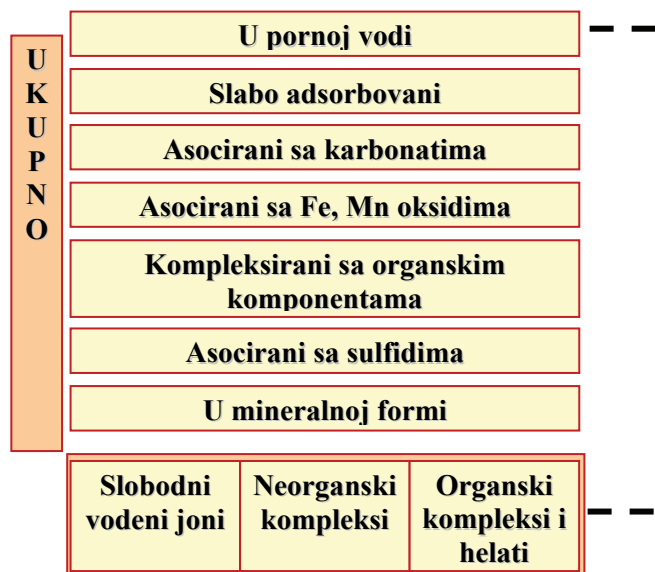 UKUPNO
U pornoj vodi
Slabo adsorbovani
Asocirani sa karbonatima
Asocirani sa Fe, Mn oksidima
Kompleksirani sa organskim
komponentama
Asocirani sa sulfidima
U mineralnoj formi
Slobodni
vodeni joni
Neorganski
kompleksi
Organski
kompleksi i
helati